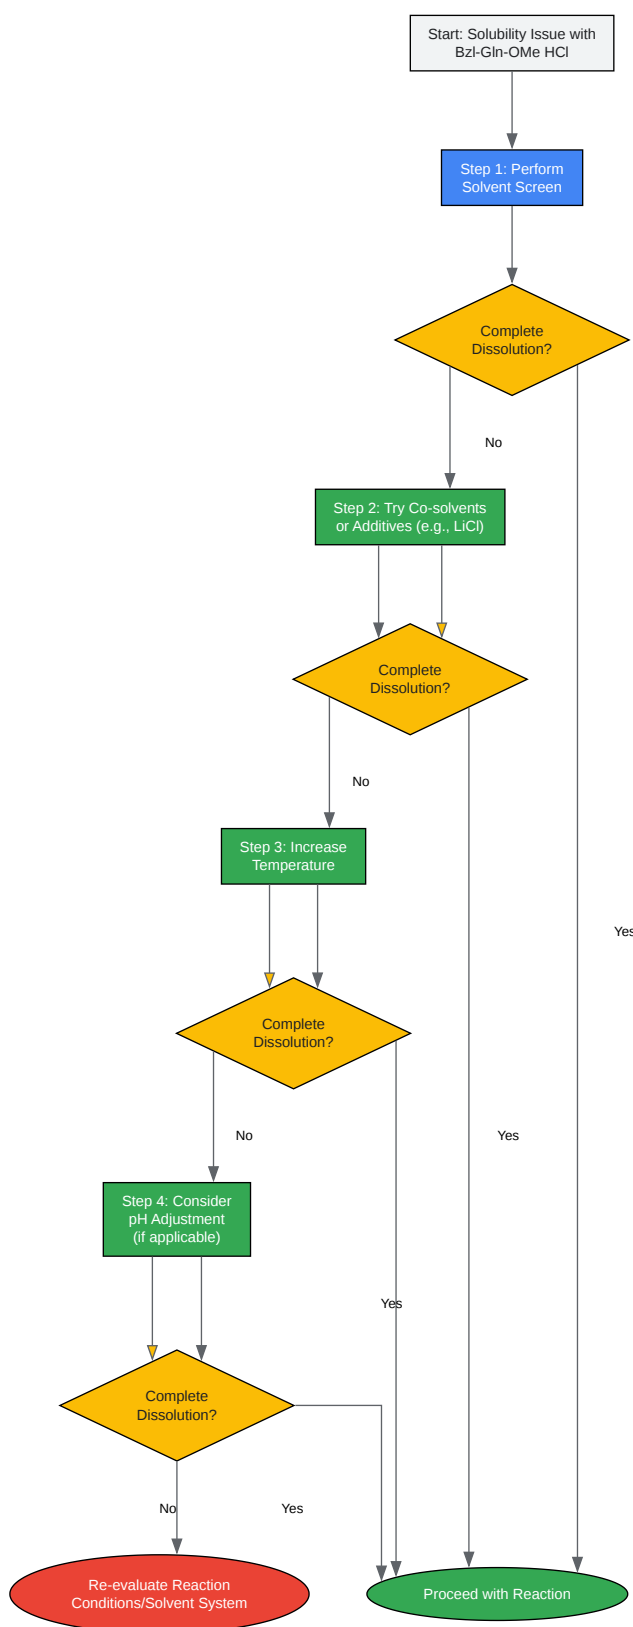 Start: Solubility Issue with
Bzl-Gln-OMe HCl
Step 1: Perform
Solvent Screen
Complete
Dissolution?
No
Step 2: Try Co-solvents
or Additives (e.g., LiCl)
Complete
Dissolution?
No
Step 3: Increase
Temperature
Yes
Complete
Dissolution?
No
Yes
Step 4: Consider
pH Adjustment
(if applicable)
Yes
Complete
Dissolution?
No
Yes
Re-evaluate Reaction
Conditions/Solvent System
Proceed with Reaction